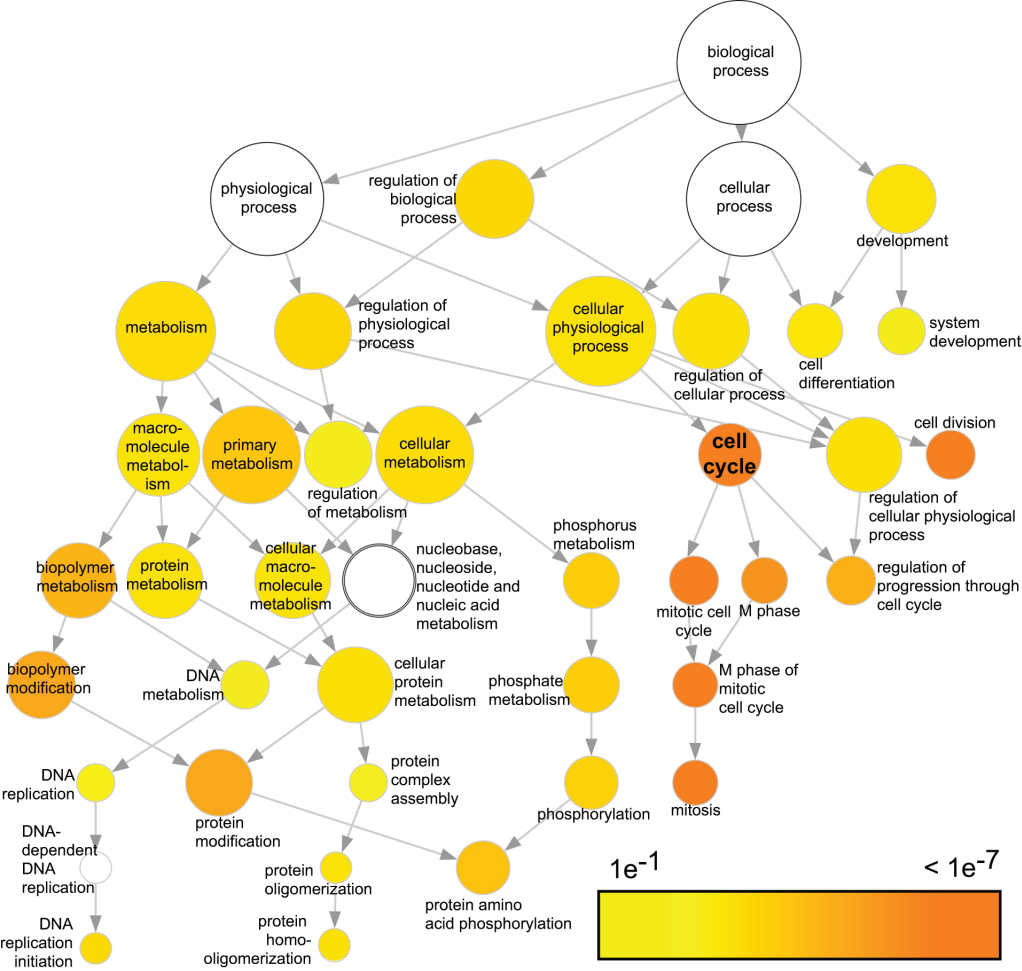 biological
process
physiological
process
regulation of
biological
process
cellular
process
development
metabolism
regulation of
physiological
process
cellular
physiological
process
regulation of
cellular process
cell
differentiation
system
development
macro-
molecule
metabol-
ism
primary
metabolism
regulation
of metabolism
cellular
metabolism
cell
cycle
cell division
regulation of
cellular physiological
process
biopolymer
metabolism
protein
metabolism
cellular
macro-
molecule
metabolism
nucleobase,
nucleoside,
nucleotide and
nucleic acid
metabolism
phosphorus
metabolism
mitotic cell
cycle
M phase
regulation of
progression through
cell cycle
biopolymer
modification
DNA
metabolism
cellular
protein
metabolism
phosphate
metabolism
M phase of
mitotic
cell cycle
DNA
replication
protein
modification
protein
complex
assembly
phosphorylation
mitosis
DNA-
dependent
DNA
replication
protein
oligomerization
protein amino
acid phosphorylation
DNA
replication
initiation
protein
homo-
oligomerization
1e-1
< 1e-7